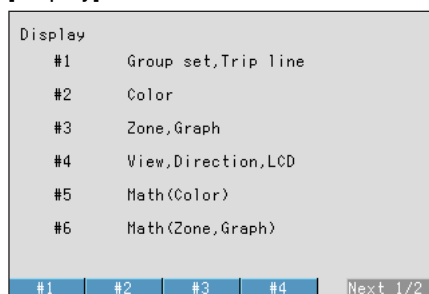 Display
#1 Group set,Trip line
#2 Color
#3 Zone,Graph
#4 View,Direction,LCD
#5 Math(Color)
#6 Math(Zone,Graph)
#1 #2 #3 #4 Next 1/2